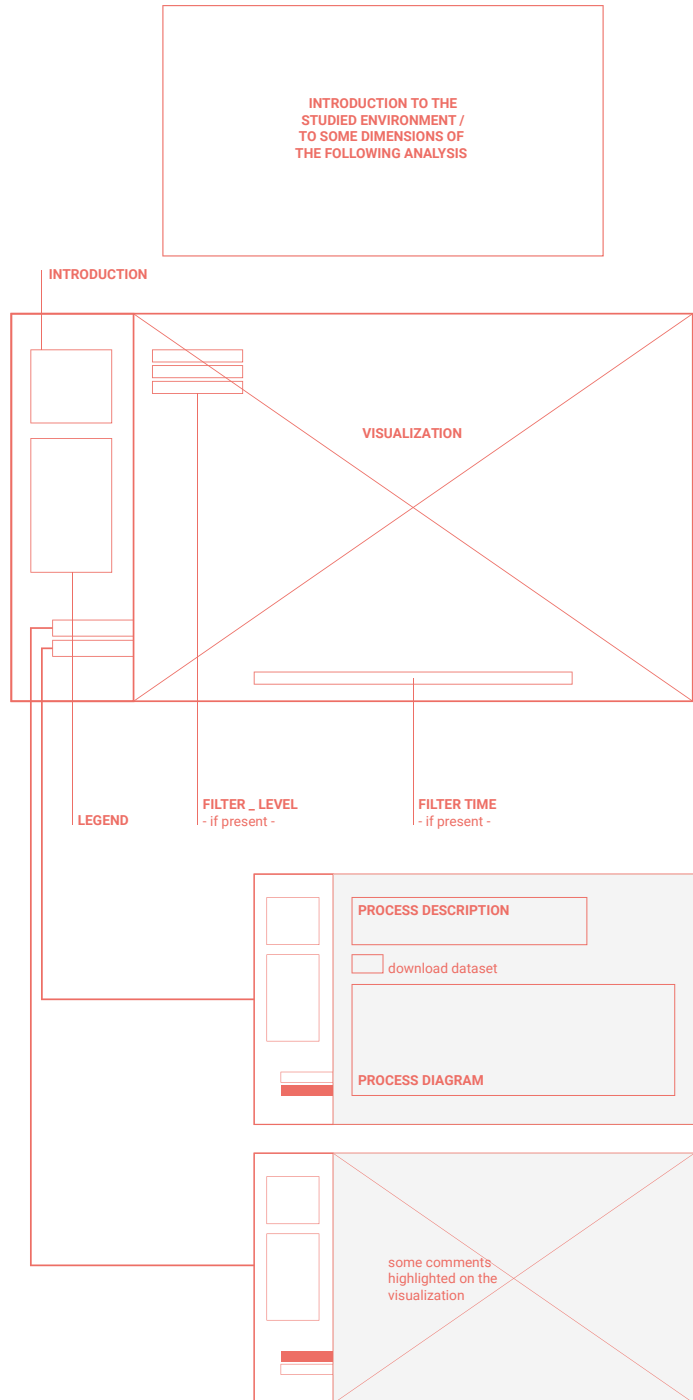 INTRODUCTION TO THE
STUDIED ENVIRONMENT /
TO SOME DIMENSIONS OF
THE FOLLOWING ANALYSIS
INTRODUCTION
VISUALIZATION
FILTER _ LEVEL
- if present -
FILTER TIME
- if present -
LEGEND
PROCESS DESCRIPTION
download dataset
PROCESS DIAGRAM
some comments
highlighted on the
visualization